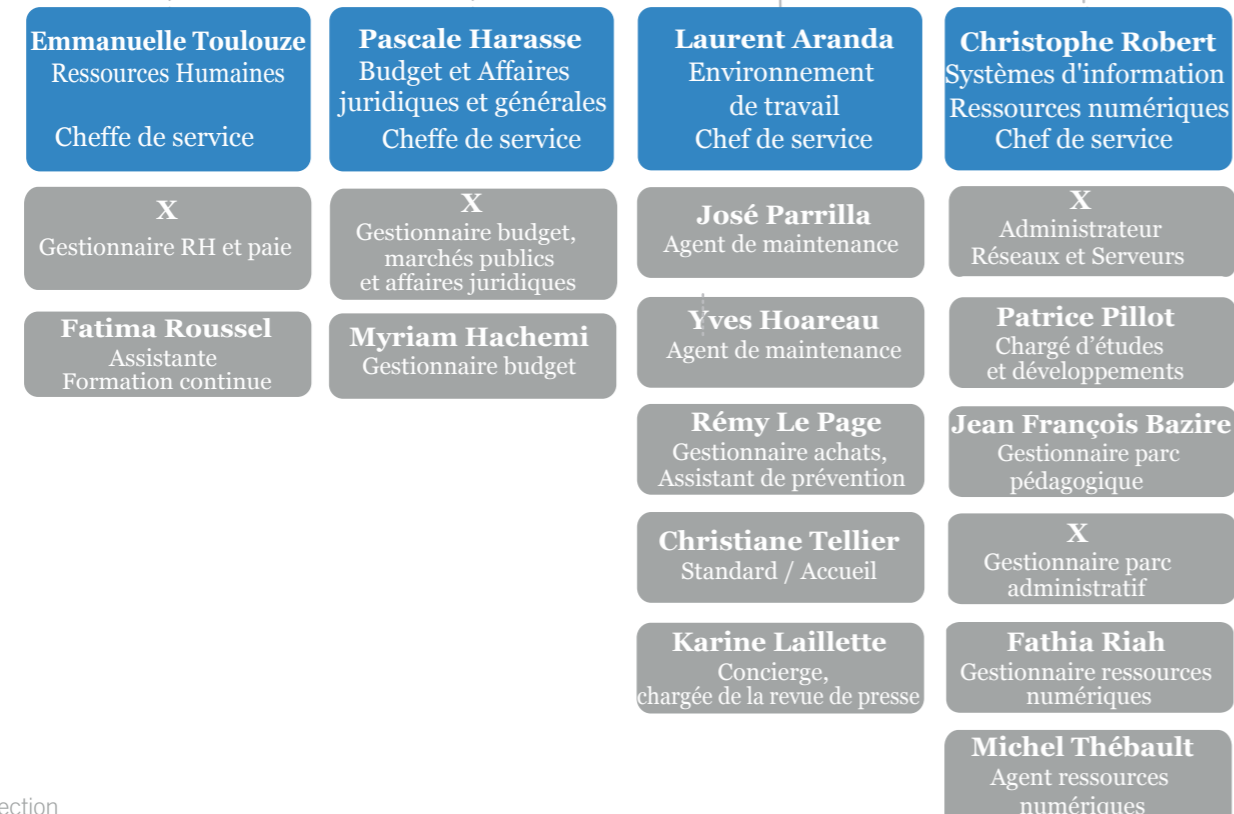 Emmanuelle Toulouze
Ressources Humaines
Cheffe de service
X
Gestionnaire RH et paie
Fatima Roussel
Assistante
Formation continue
Pascale Harasse
Budget et Affaires
juridiques et générales
Cheffe de service
X
Gestionnaire budget,
marchés publics
et affaires juridiques
Myriam Hachemi
Gestionnaire budget
Laurent Aranda
Environnement
de travail
Chef de service
José Parrilla
Agent de maintenance
Yves Hoareau
Agent de maintenance
Rémy Le Page
Gestionnaire achats,
Assistant de prévention
Christiane Tellier
Standard / Accueil
Karine Laillette
Concierge,
chargée de la revue de presse
Christophe Robert
Systèmes d'information
Ressources numériques
Chef de service
X
Administrateur
Réseaux et Serveurs
Patrice Pillot
Chargé d’études
et développements
Jean François Bazire
Gestionnaire parc
pédagogique
X
Gestionnaire parc
administratif
Fathia Riah
Gestionnaire ressources
numériques
Michel Thébault
Agent ressources
numériques
ection